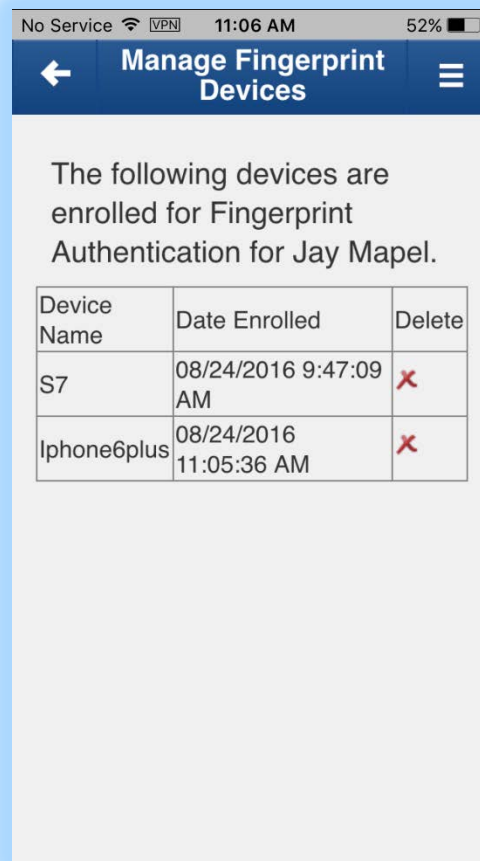 No Service VPN 11:06 AM 52%
Manage Fingerprint
Devices
The following devices are
enrolled for Fingerprint
Authentication for Jay Mapel.
Device
Name
Date Enrolled
Delete
S7
08/24/2016 9:47:09
AM
Iphone6plus
08/24/2016
11:05:36 AM